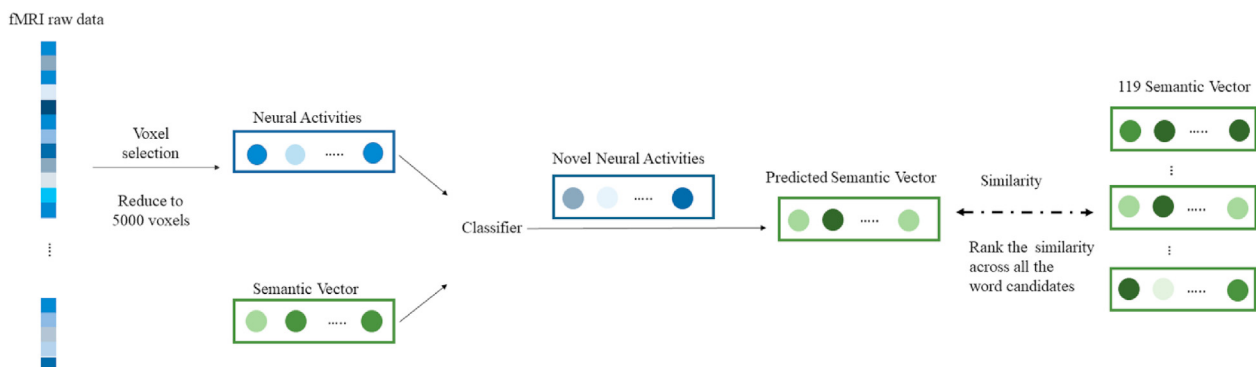 fMRI raw data
Voxel
selection
Reduce to
5000 voxels
Neural Activities
.....
Semantic Vector
.....
Classifier
Novel Neural Activities
.....
Predicted Semantic Vector
.....
Similarity
Rank the similarity
across all the
word candidates
119 Semantic Vector
.....
.....
.....